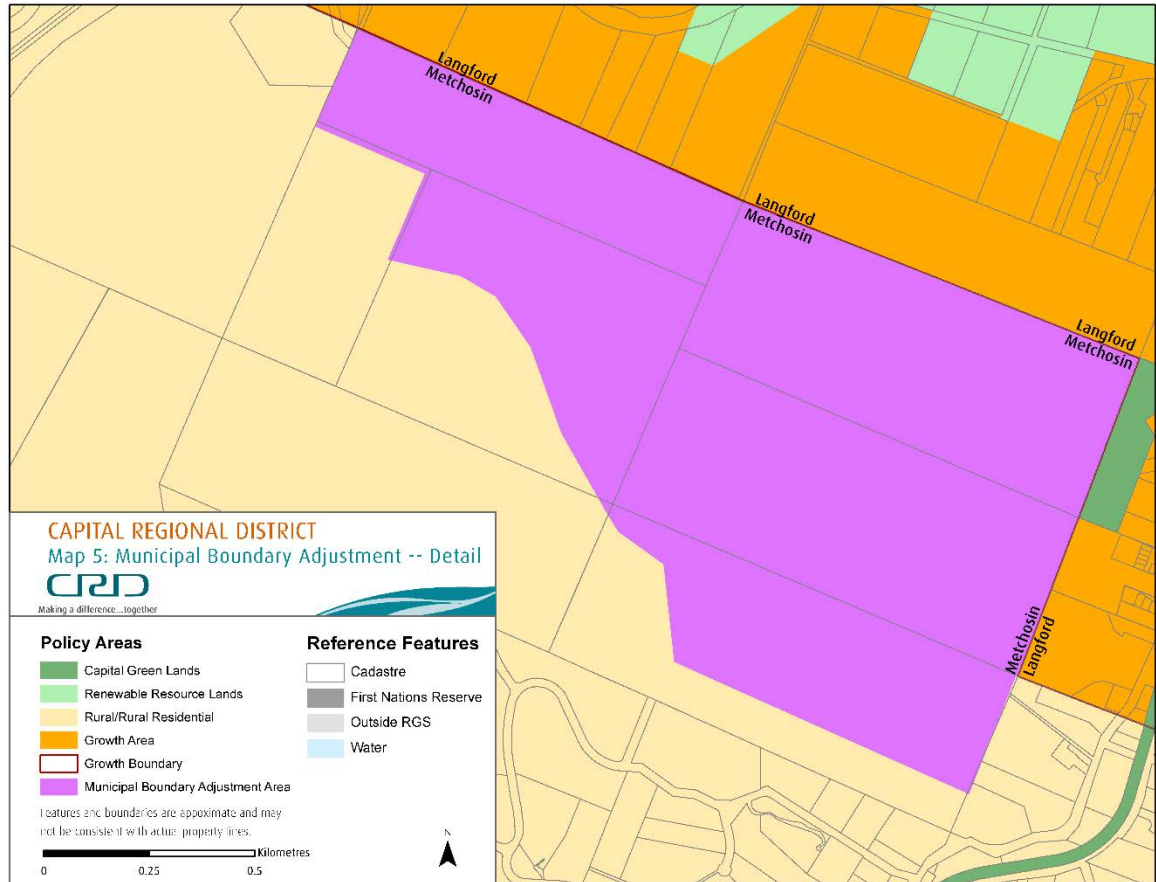 Langford
Metchosin
Langford
Metchosin
Langford
Metchosin
Metchosin
Langford
CAPITAL REGIONAL DISTRICT
Map 5: Municipal Boundary Adjustment -- Detail
CRD
Making a difference...together
Policy Areas
Capital Green Lands
Renewable Resource Lands
Rural/Rural Residential
Growth Area
Growth Boundary
Municipal Boundary Adjustment Area
Features and boundaries are appoximate and may
not be consistent with actual property lines.
Kilometres
0 0.25 0.5
Reference Features
Cadastre
First Nations Reserve
Outside RGS
Water
N